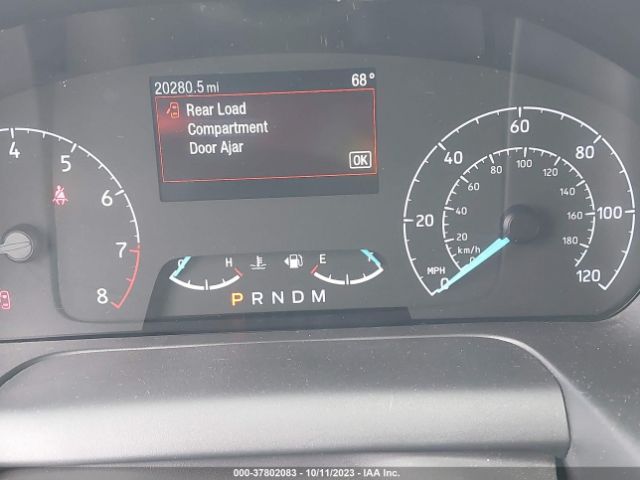 20280.5 mi 68°
Rear Load
Compartment
Door Ajar
OK
4 5 6 7 8
C H
E
P R N D M
0 20 40 60 80 100 120
MPH
20 40 60 80 100 120 140 160 180
km/h
000-37802083 - 10/11/2023 - IAA Inc.